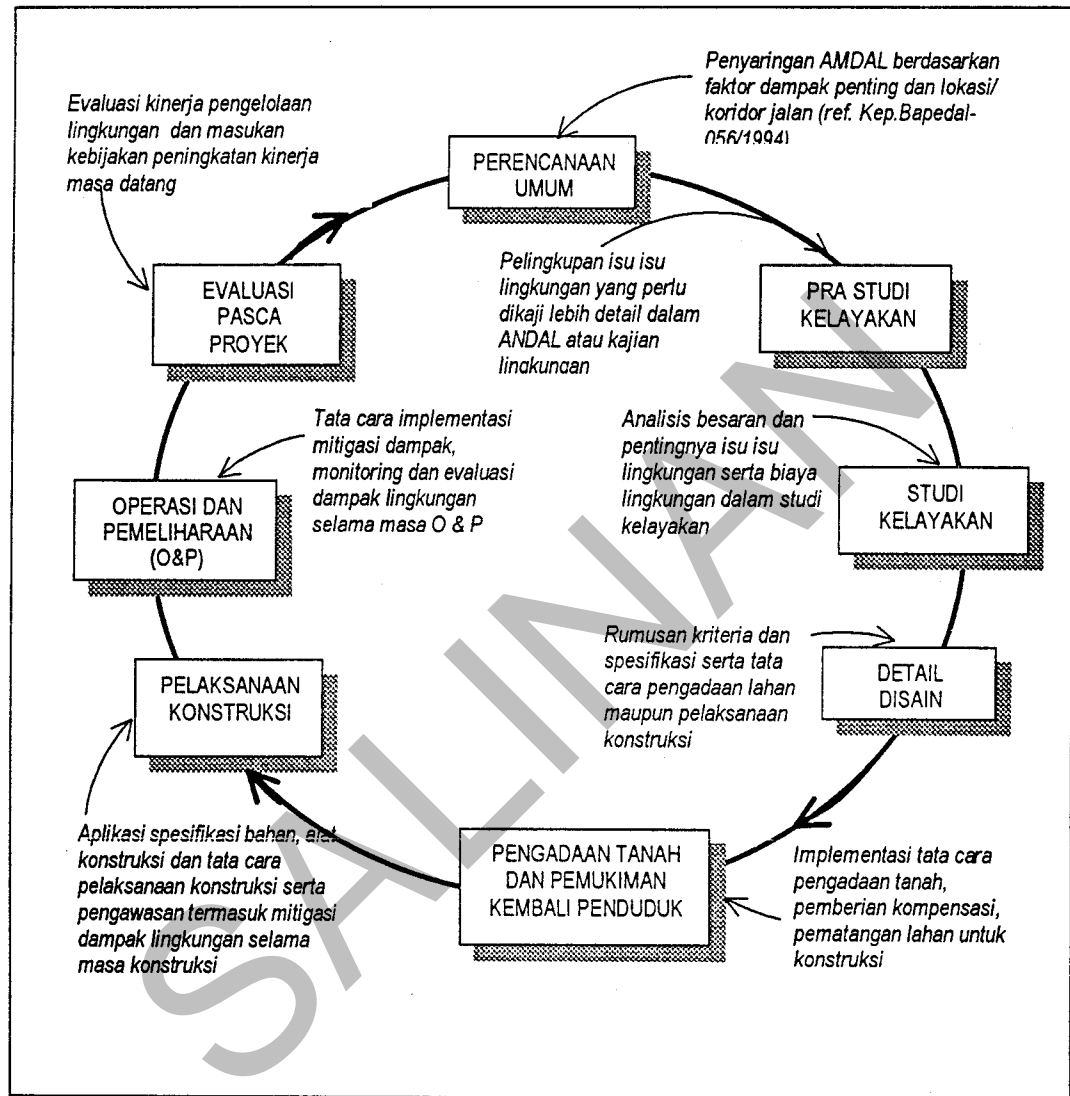 Penyaringan AMDAL berdasarkan
faktor dampak penting dan lokasi/
koridor jalan (ref. Kep.Bapedal-
056/1994)
Evaluasi kinerja pengelolaan
lingkungan dan masukan
kebijakan peningkatan kinerja
masa datang
PERENCANAAN
UMUM
Pelingkupan isu isu
lingkungan yang perlu
dikaji lebih detail dalam
ANDAL atau kajian
lingkungan
EVALUASI
PASCA
PROYEK
PRA STUDI
KELAYAKAN
Tata cara implementasi
mitigasi dampak,
monitoring dan evaluasi
dampak lingkungan
selama masa O & P
Analisis besaran dan
pentingnya isu isu
lingkungan serta biaya
lingkungan dalam studi
kelayakan
OPERASI DAN
PEMELIHARAAN
(O&P)
STUDI
KELAYAKAN
Rumusan kriteria dan
spesifikasi serta tata
cara pengadaan lahan
maupun pelaksanaan
konstruksi
PELAKSANAAN
KONSTRUKSI
DETAIL
DISAIN
Aplikasi spesifikasi bahan, alat
konstruksi dan tata cara
pelaksanaan konstruksi serta
pengawasan termasuk mitigasi
dampak lingkungan selama
masa konstruksi
PENGADAAN TANAH
DAN PEMUKIMAN
KEMBALI PENDUDUK
Implementasi tata cara
pengadaan tanah,
pemberian kompensasi,
pematangan lahan untuk
konstruksi
SALINAN